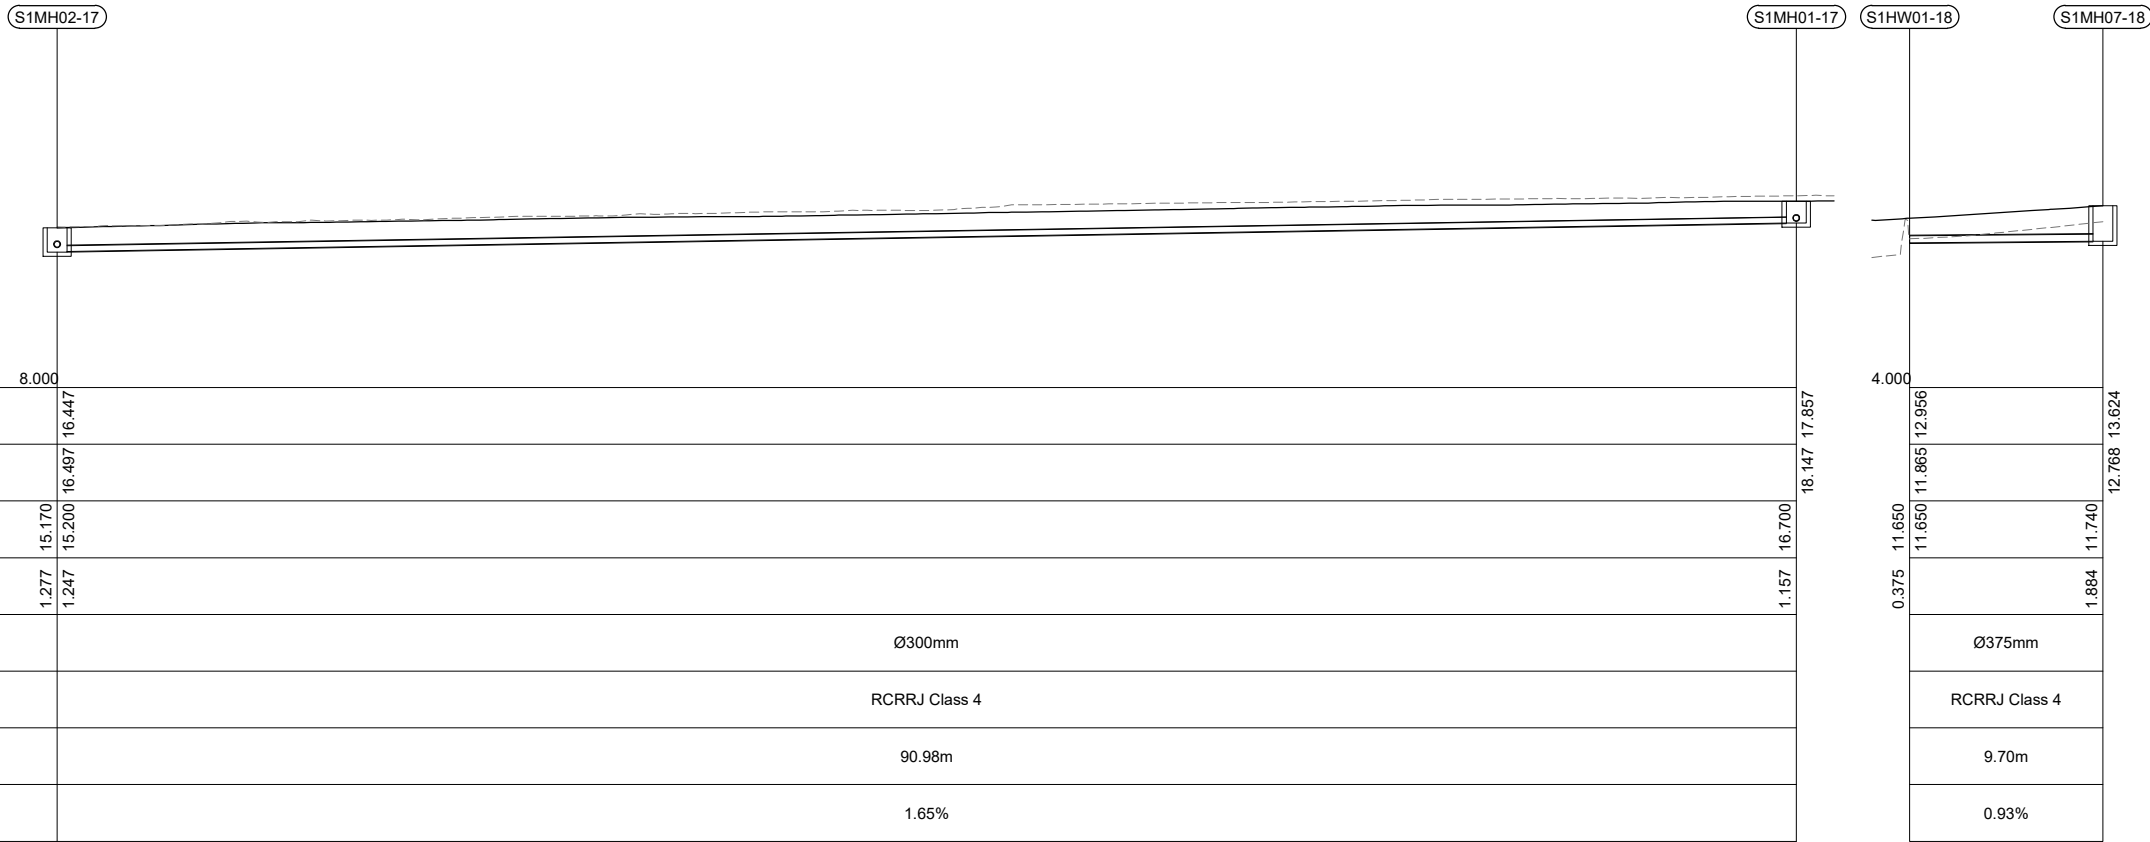 S1MH02-17
S1MH01-17
S1HW01-18
S1MH07-18
8.000
4.000
16.447
17.857
12.956
13.624
16.497
18.147
11.865
12.768
15.170
15.200
16.700
11.650
11.650
11.740
1.277
1.247
1.157
0.375
1.884
Ø300mm
Ø375mm
RCRRJ Class 4
RCRRJ Class 4
90.98m
9.70m
1.65%
0.93%